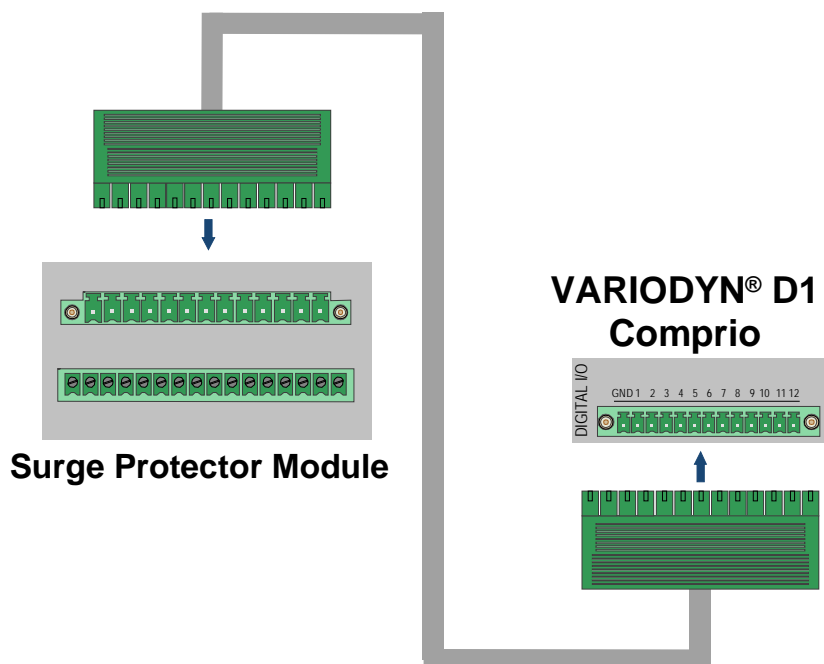 VARIODYN® D1
Comprio
DIGITAL I/O
GND 1 2 3 4 5 6 7 8 9 10 11 12
Surge Protector Module